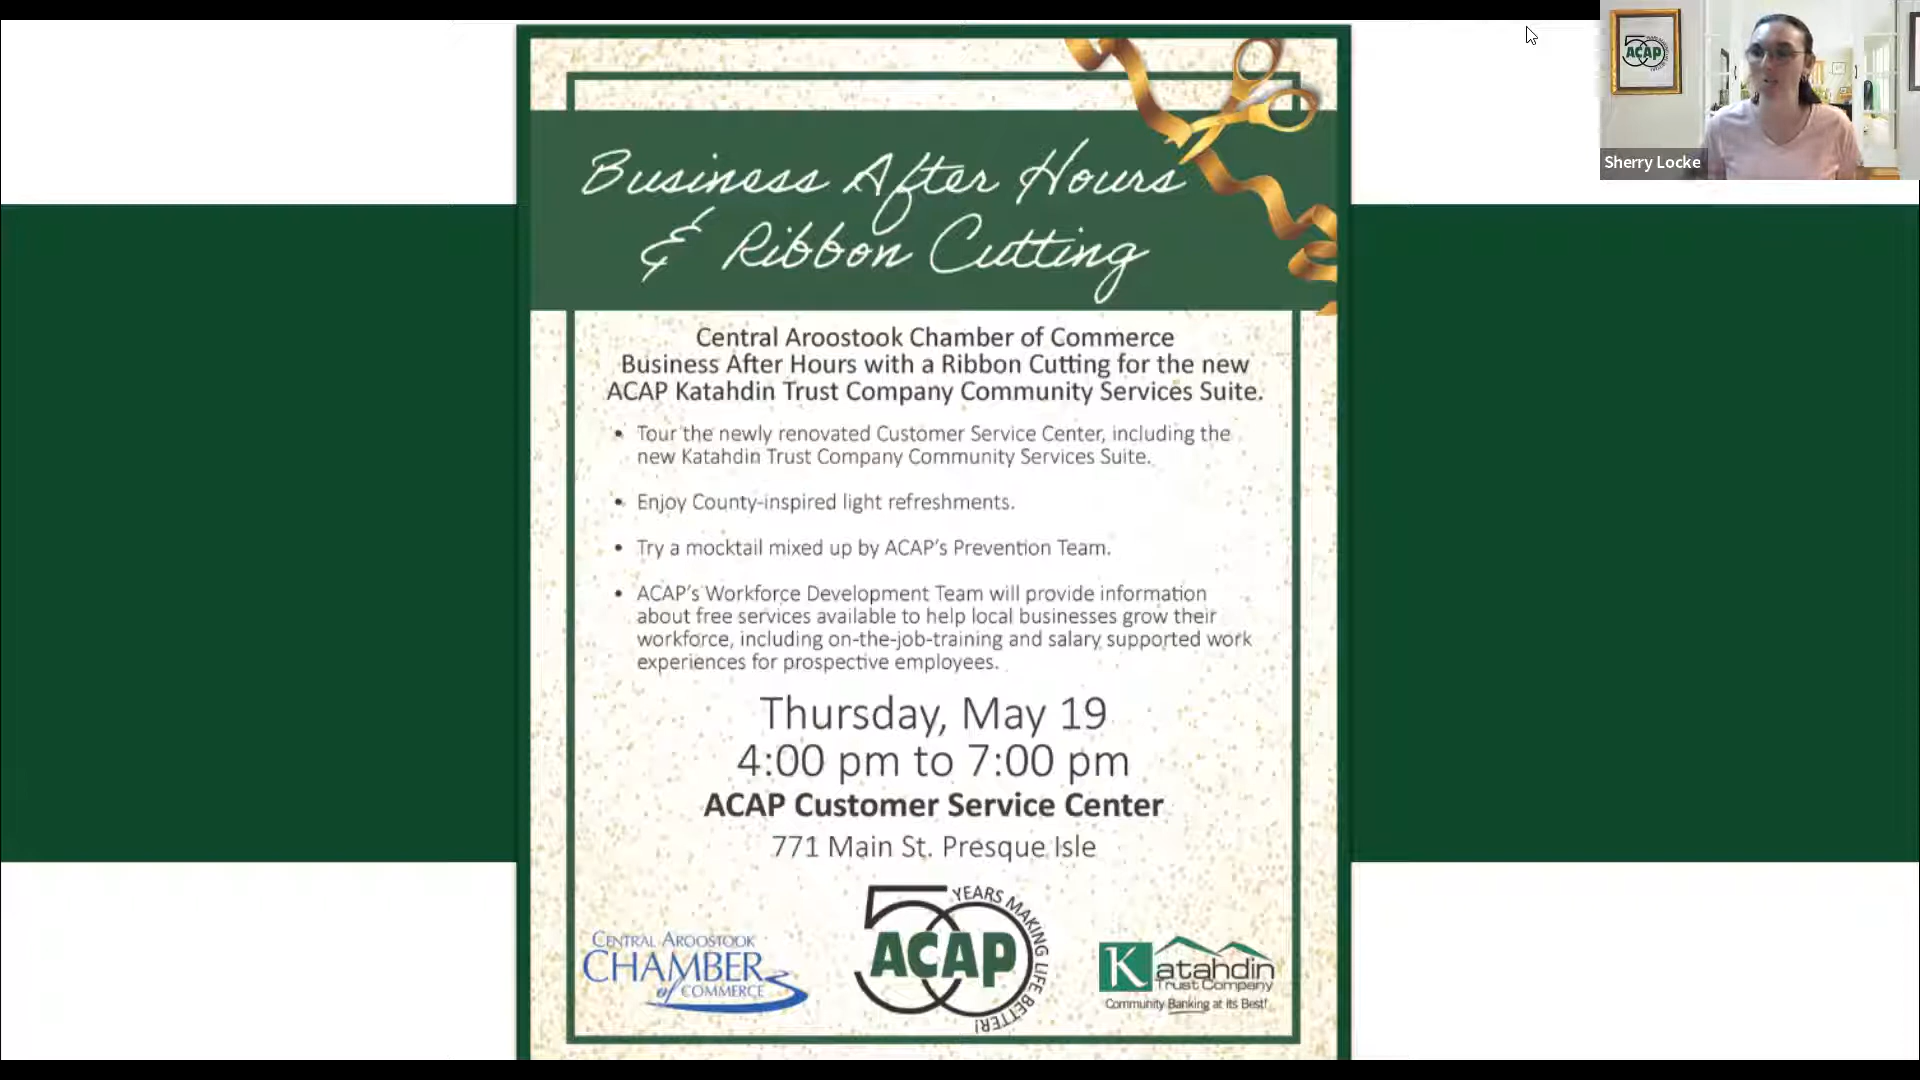 Business After Hours
& Ribbon Cutting
Central Aroostook Chamber of Commerce
Business After Hours with a Ribbon Cutting for the new
ACAP Katahdin Trust Company Community Services Suite.
• Tour the newly renovated Customer Service Center, including the
new Katahdin Trust Company Community Services Suite.
• Enjoy County-inspired light refreshments.
• Try a mocktail mixed up by ACAP's Prevention Team.
• ACAP's Workforce Development Team will provide information
about free services available to help local businesses grow their
workforce, including on-the-job-training and salary supported work
experiences for prospective employees.
Thursday, May 19
4:00 pm to 7:00 pm
ACAP Customer Service Center
771 Main St. Presque Isle
CENTRAL AROOSTOOK
CHAMBER
of COMMERCE
50 YEARS MAKING LIFE BETTER!
ACAP
Katahdin
Trust Company
Community Banking at its Best!
50
ACAP
Sherry Locke